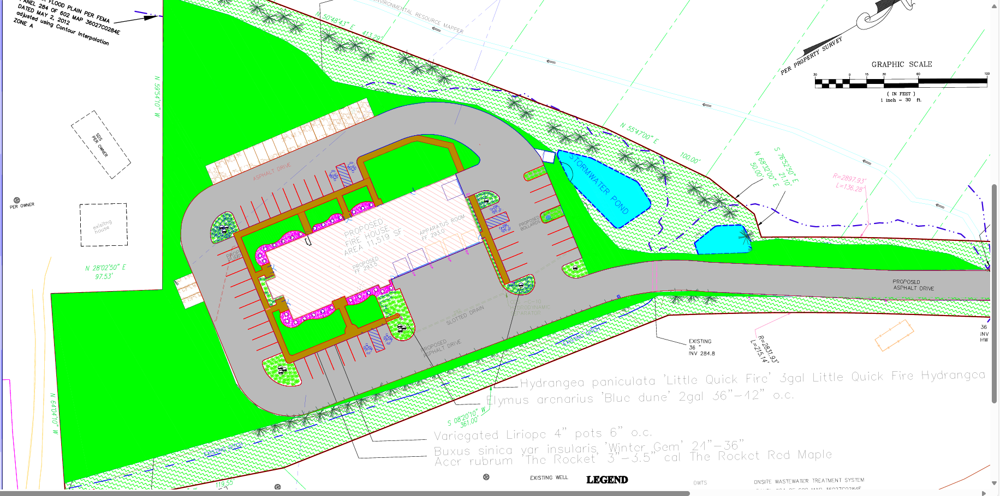 FLOOD PLAIN PER FEMA
PANEL 284 OF 602 MAP 36027C0284E
DATED MAY 2, 2012
adjusted using Contour Interpolation
ZONE A
ENVIRONMENTAL RESOURCE MAPPER
N 50°48'43" E
413.29'
PER PROPERTY SURVEY
GRAPHIC SCALE
30 0 15 30 60 120
( IN FEET )
1 inch = 30 ft.
N 59°54'10" W
SDS
PER OWNER
PER OWNER
exisitng
house
N 28°02'50" E
97.53'
N 64°04'10" W
ASPHALT DRIVE
N 55°47'00" E
100.00'
S 76°52'50" E
21.10'
N 68°32'00" E
50.00'
R=2897.93'
L=136.28'
STORMWATER POND
PROPOSED
FIRE HOUSE
AREA 11,519 SF
APPARATUS ROOM
FF 293.0
PROPOSED
FF 293.5
PROPOSED
BOLLARDS
HYDRODYNAMIC
SLOTTED DRAIN
PROPOSED
ASPHALT DRIVE
PROPOSED
ASPHALT DRIVE
EXISTING DITCH
EXISTING DITCH
EXISTING
36 "
INV 284.8
R=2831.93'
L=215.14'
36
INV
HW
S 08°20'10" W
361.00'
Hydrangea paniculata 'Little Quick Fire' 3gal Little Quick Fire Hydrangea
Elymus arenarius 'Blue dune' 2gal 36"-42" o.c.
Variegated Liriope 4" pots 6" o.c.
Buxus sinica var insularis 'Winter Gem' 24"-36"
Acer rubrum 'The Rocket' 3"-3.5" cal The Rocket Red Maple
119.55'
EXISTING WELL
LEGEND
OWTS
ONSITE WASTEWATER TREATMENT SYSTEM